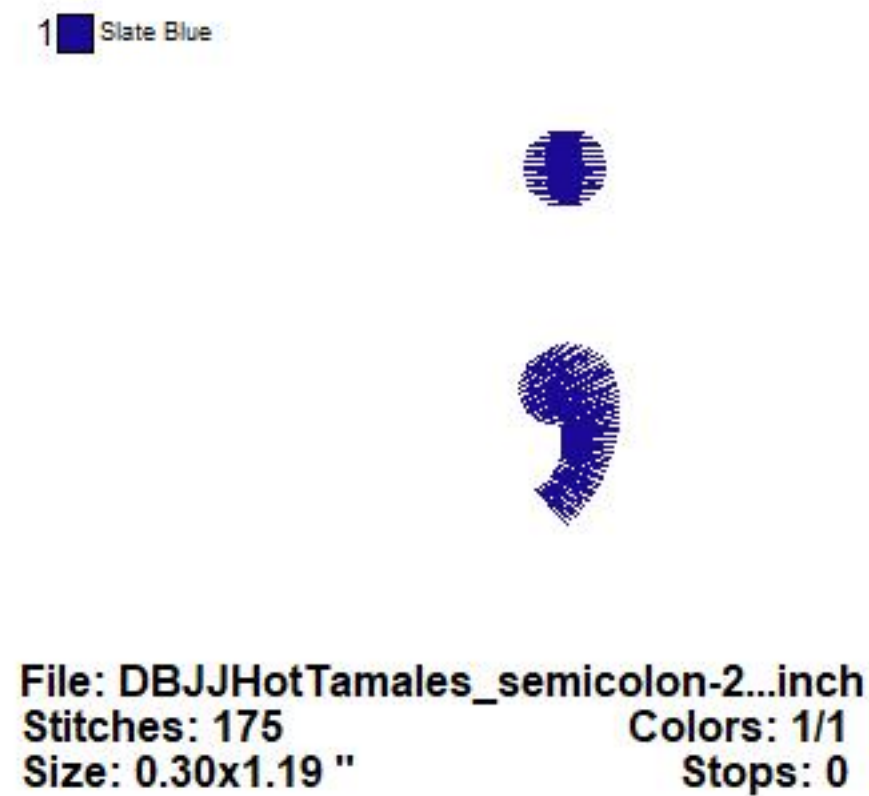 1 Slate Blue
;
File: DBJJHotTamales_semicolon-2...inch
Stitches: 175 Colors: 1/1
Size: 0.30x1.19 " Stops: 0